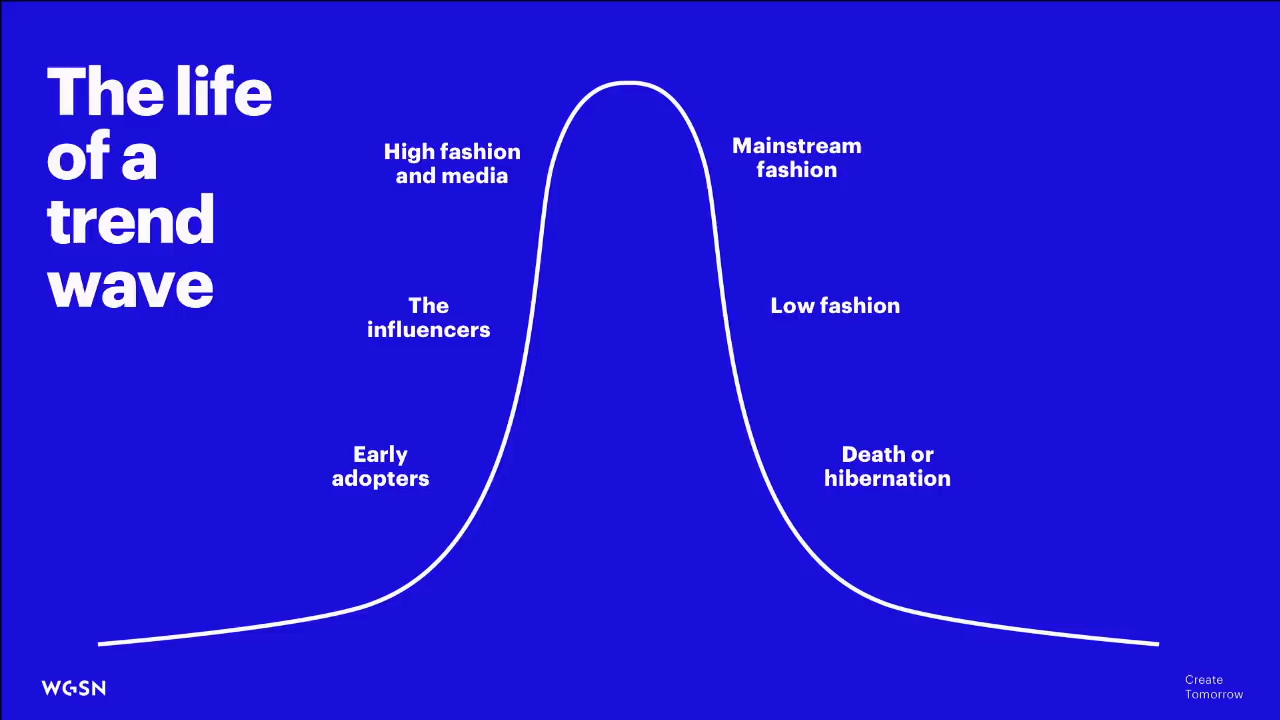 The life
of a
trend
wave
High fashion
and media
Mainstream
fashion
The
influencers
Low fashion
Early
adopters
Death or
hibernation
WGSN
Create
Tomorrow